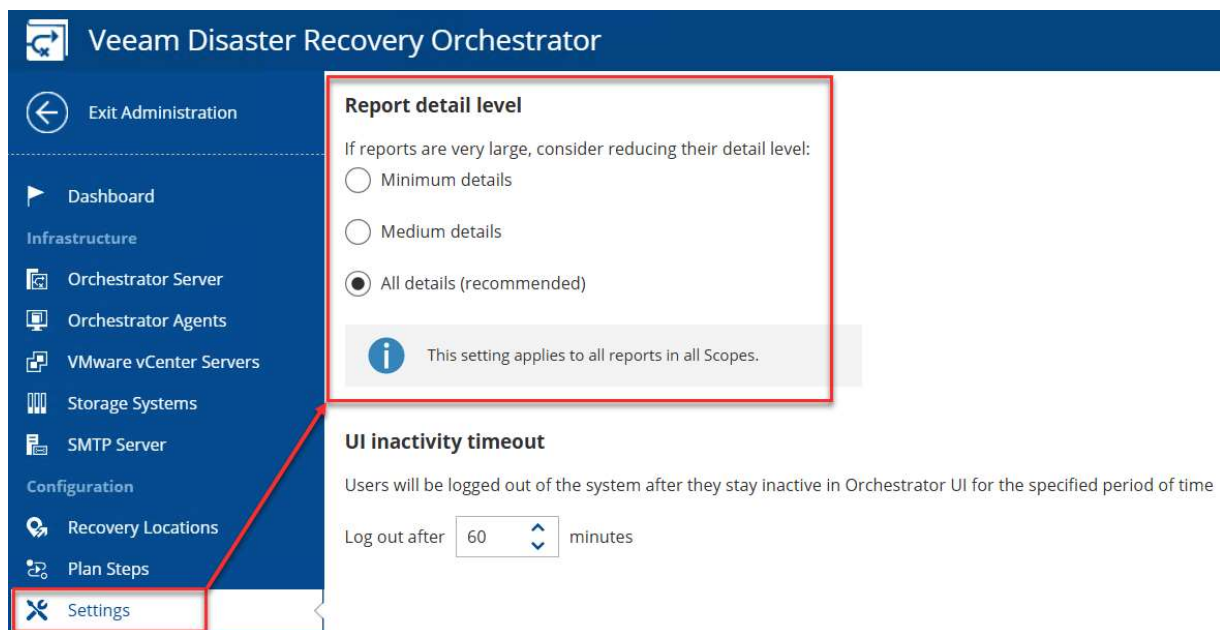 Veeam Disaster Recovery Orchestrator
Exit Administration
Dashboard
Infrastructure
Orchestrator Server
Orchestrator Agents
VMware vCenter Servers
Storage Systems
SMTP Server
Configuration
Recovery Locations
Plan Steps
Settings
Report detail level
If reports are very large, consider reducing their detail level:
Minimum details
Medium details
All details (recommended)
This setting applies to all reports in all Scopes.
UI inactivity timeout
Users will be logged out of the system after they stay inactive in Orchestrator UI for the specified period of time
Log out after 60 minutes